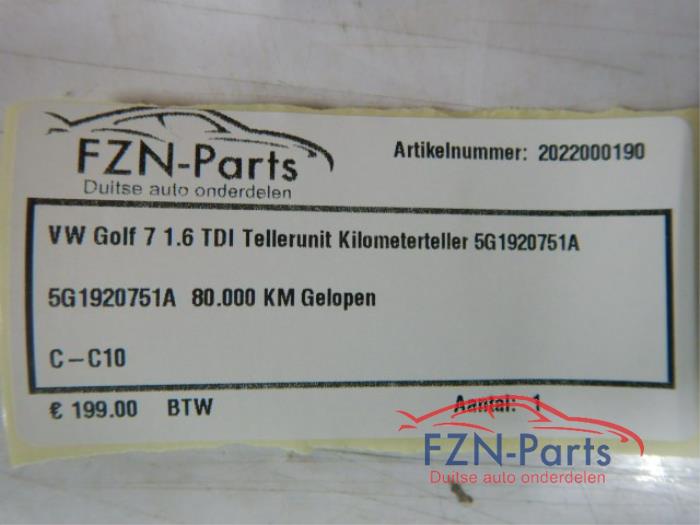 FZN-Parts
Duitse auto onderdelen
Artikelnummer: 2022000190
VW Golf 7 1.6 TDI Tellerunit Kilometerteller 5G1920751A
5G1920751A 80.000 KM Gelopen
C-C10
€ 199.00 BTW
Aantal: 1
FZN-Parts
Duitse auto onderdelen